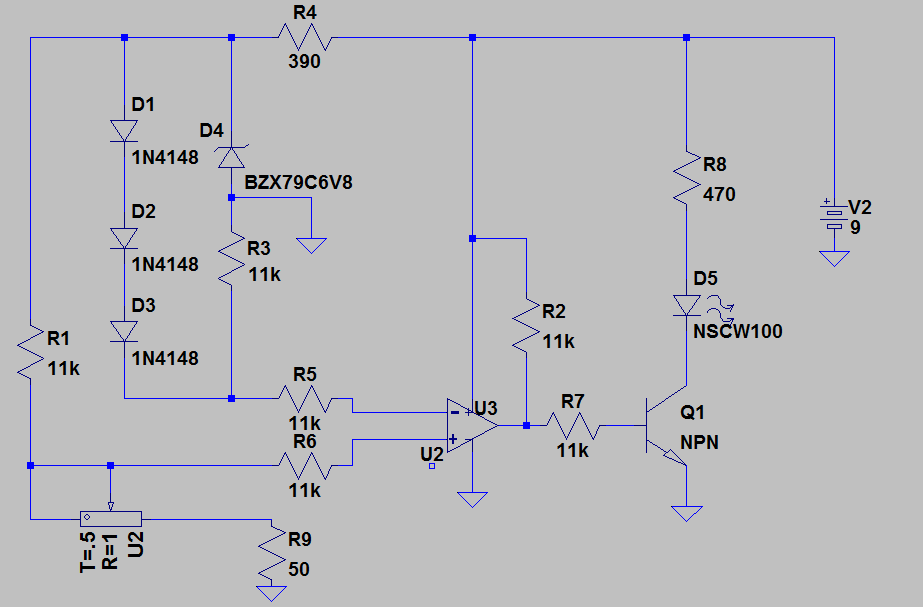 R4
390
D1
1N4148
D4
BZX79C6V8
R8
470
V2
9
D2
1N4148
R3
11k
D5
NSCW100
D3
1N4148
R2
11k
R1
11k
R5
11k
U3
R7
11k
Q1
NPN
R6
11k
U2
T=.5
R=1
U2
R9
50